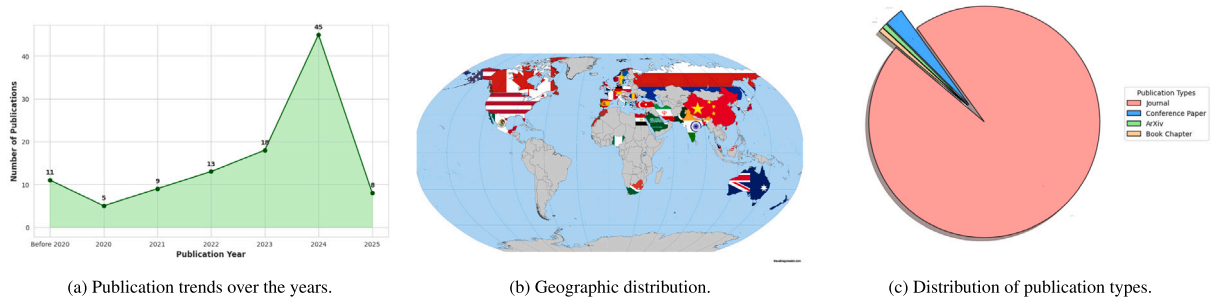 45
40
30
20
10
0
11
5
9
13
18
8
Number of Publications
Before 2020 2020 2021 2022 2023 2024 2025
Publication Year
(a) Publication trends over the years.
(b) Geographic distribution.
Publication Types
Journal
Conference Paper
ArXiv
Book Chapter
(c) Distribution of publication types.